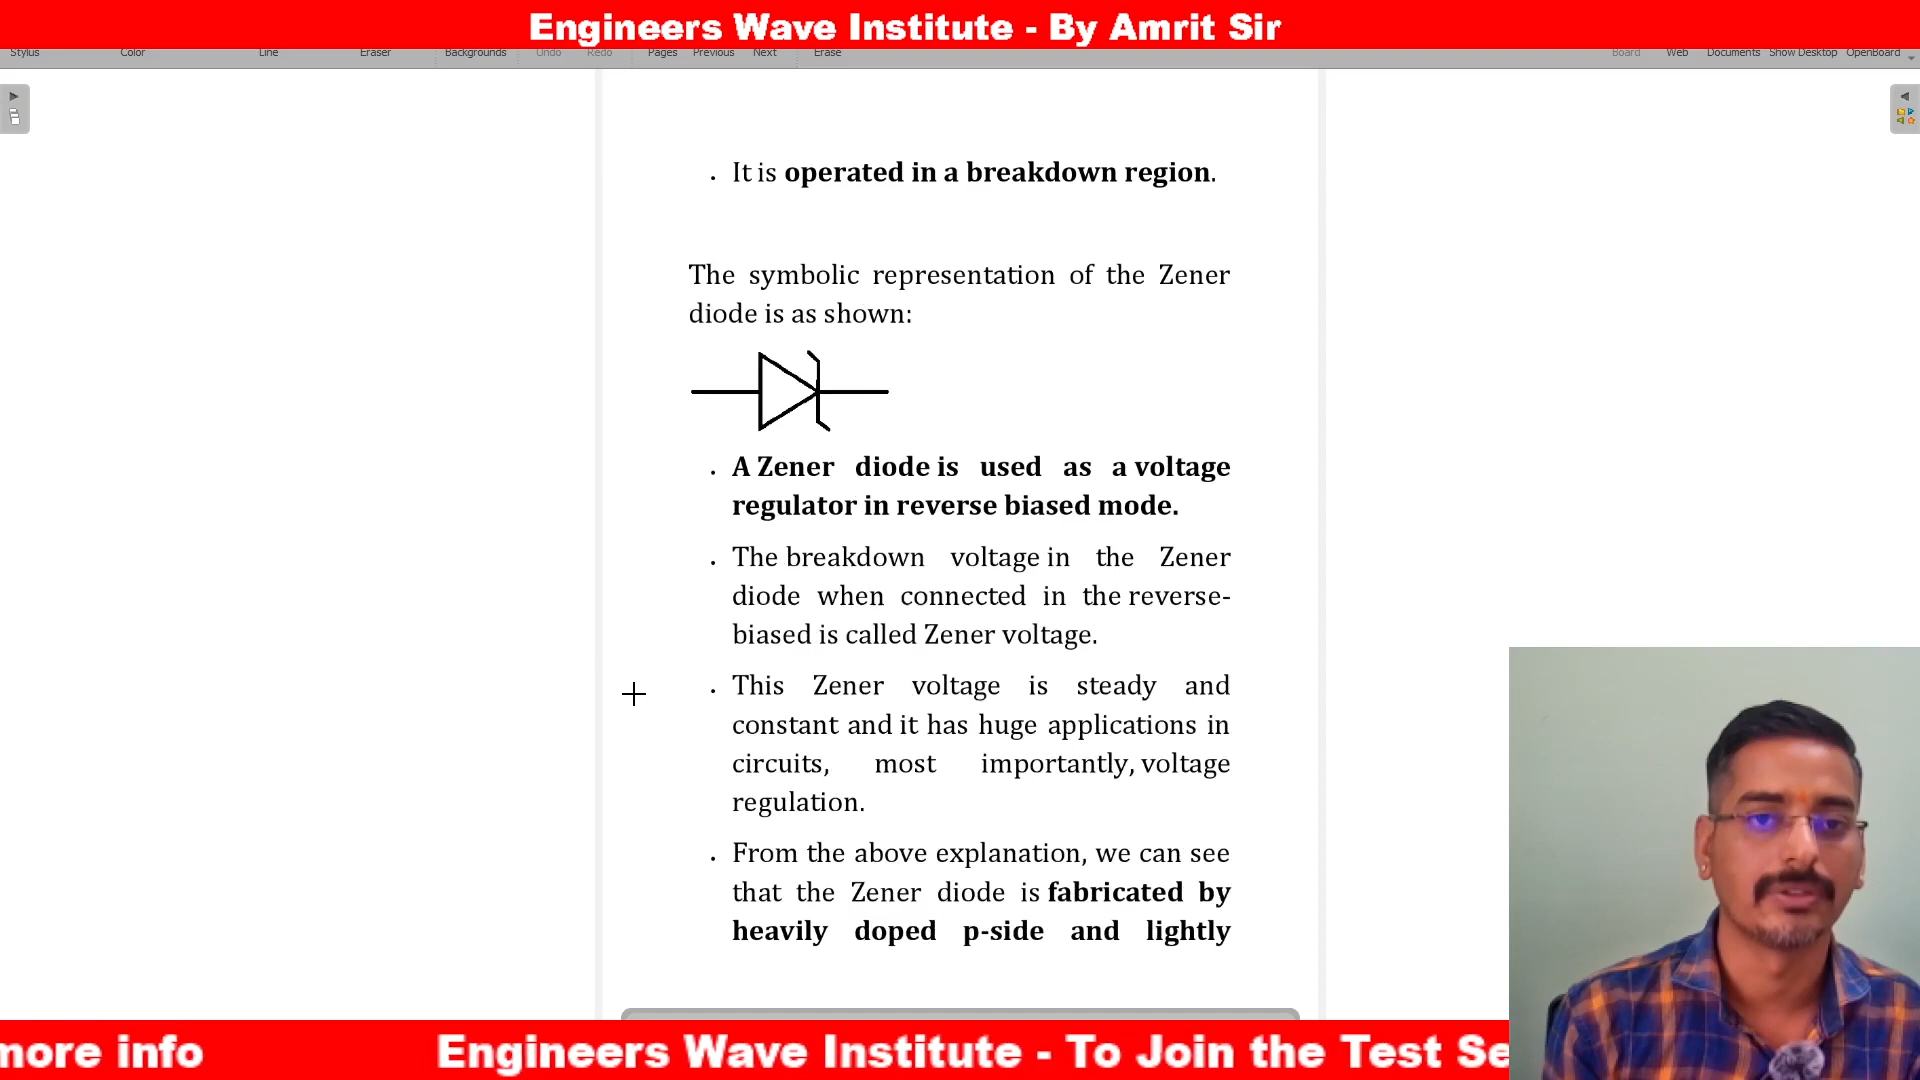 Engineers Wave Institute - By Amrit Sir
Stylus Color Line Eraser Backgrounds Undo Redo Pages Previous Next Erase Board Web Documents Show Desktop OpenBoard
. It is operated in a breakdown region.
The symbolic representation of the Zener
diode is as shown:
. A Zener diode is used as a voltage
regulator in reverse biased mode.
. The breakdown voltage in the Zener
diode when connected in the reverse-
biased is called Zener voltage.
. This Zener voltage is steady and
constant and it has huge applications in
circuits, most importantly, voltage
regulation.
. From the above explanation, we can see
that the Zener diode is fabricated by
heavily doped p-side and lightly
more info Engineers Wave Institute - To Join the Test Se